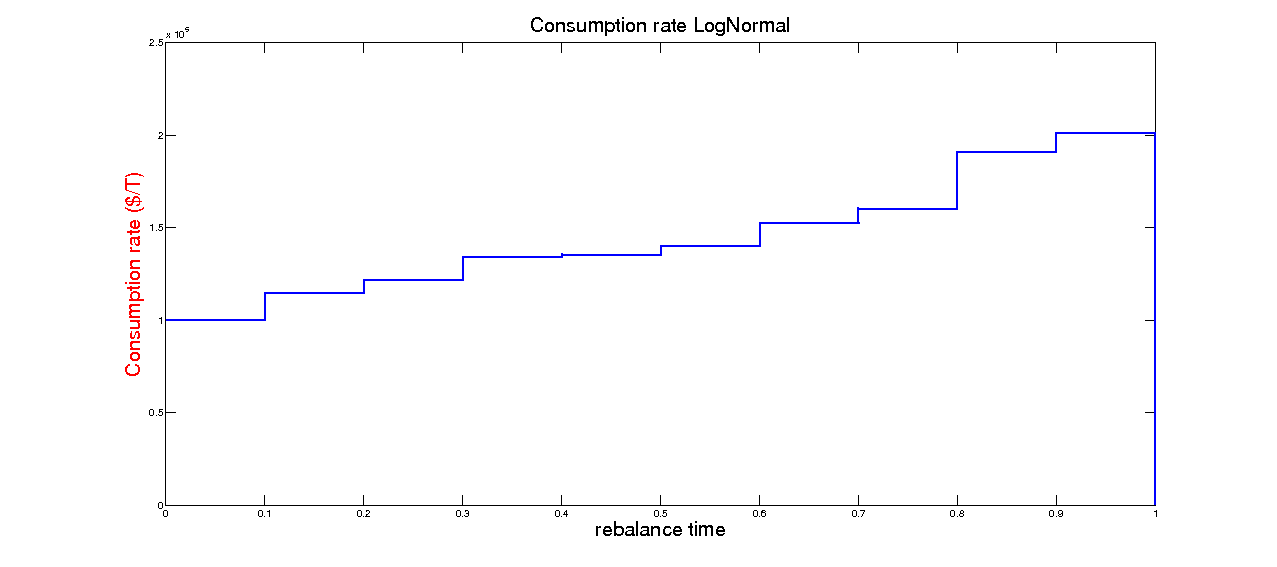 Consumption rate LogNormal
x 10^5
2.5
2
1.5
1
0.5
0
Consumption rate ($/T)
0 0.1 0.2 0.3 0.4 0.5 0.6 0.7 0.8 0.9 1
rebalance time